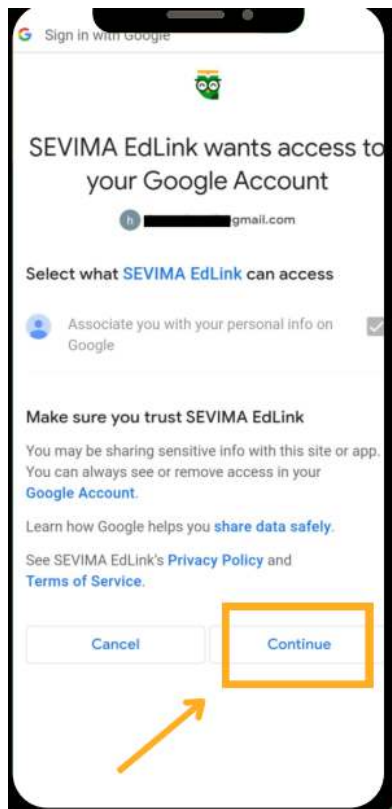 Sign in with Google
SEVIMA EdLink wants access to
your Google Account
h
gmail.com
Select what SEVIMA EdLink can access
Associate you with your personal info on
Google
Make sure you trust SEVIMA EdLink
You may be sharing sensitive info with this site or app.
You can always see or remove access in your
Google Account.
Learn how Google helps you share data safely.
See SEVIMA EdLink's Privacy Policy and
Terms of Service.
Cancel Continue